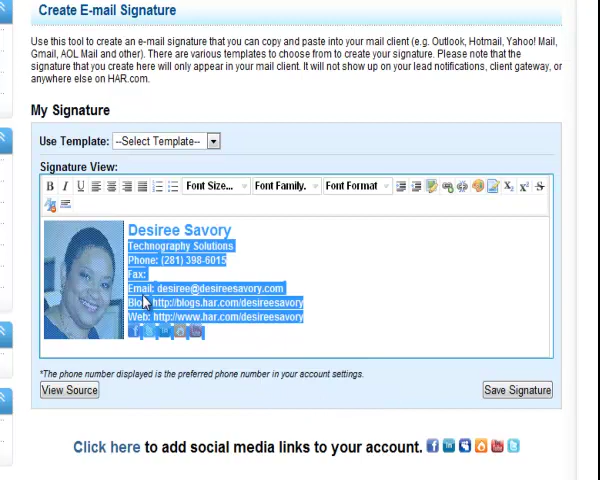 Create E-mail Signature
Use this tool to create an e-mail signature that you can copy and paste into your mail client (e.g. Outlook, Hotmail, Yahoo! Mail,
Gmail, AOL Mail and other). There are various templates to choose from to create your signature. Please note that the
signature that you create here will only appear in your mail client. It will not show up on your lead notifications, client gateway, or
anywhere else on HAR.com.
My Signature
Use Template: --Select Template--
Signature View:
B I U Font Size... Font Family. Font Format
Desiree Savory
Technography Solutions
Phone: (281) 398-6015
Fax:
Email: desiree@desireesavory.com
Blog: http://blogs.har.com/desireesavory
Web: http://www.har.com/desireesavory
*The phone number displayed is the preferred phone number in your account settings.
View Source Save Signature
Click here to add social media links to your account.